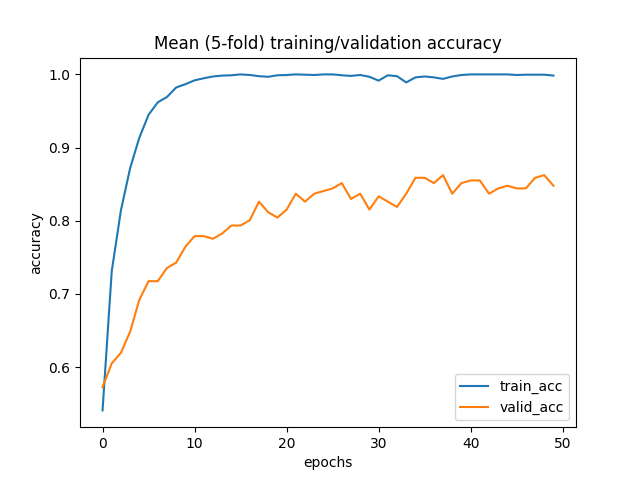 Mean (5-fold) training/validation accuracy
1.0
0.9
0.8
0.7
0.6
accuracy
0
10
20
30
40
50
epochs
train_acc
valid_acc